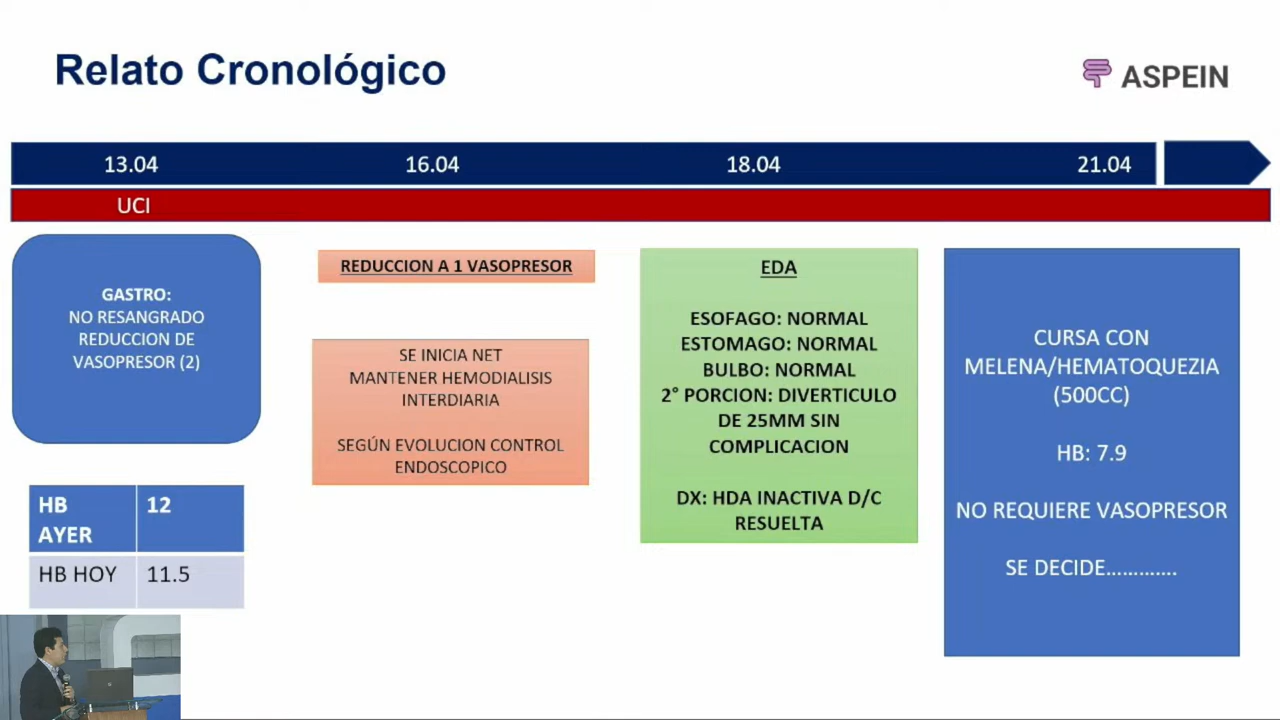 Relato Cronológico
ASPEIN
13.04
16.04
18.04
21.04
UCI
GASTRO:
NO RESANGRADO
REDUCCION DE
VASOPRESOR (2)
HB AYER
12
HB HOY
11.5
REDUCCION A 1 VASOPRESOR
SE INICIA NET
MANTENER HEMODIALISIS
INTERDIARIA
SEGÚN EVOLUCION CONTROL
ENDOSCOPICO
EDA
ESOFAGO: NORMAL
ESTOMAGO: NORMAL
BULBO: NORMAL
2° PORCION: DIVERTICULO
DE 25MM SIN
COMPLICACION
DX: HDA INACTIVA D/C
RESUELTA
CURSA CON
MELENA/HEMATOQUEZIA
(500CC)
HB: 7.9
NO REQUIERE VASOPRESOR
SE DECIDE………….